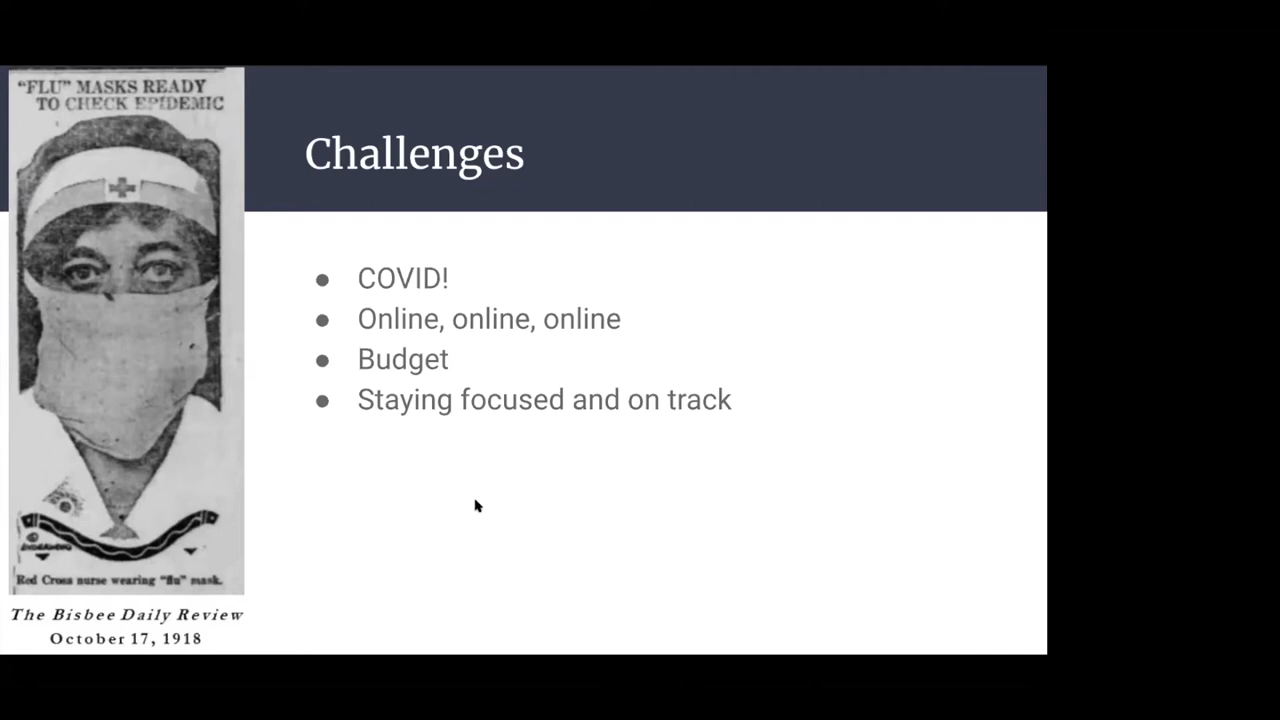 "FLU" MASKS READY
TO CHECK EPIDEMIC
Red Cross nurse wearing "flu" mask.
The Bisbee Daily Review
October 17, 1918
Challenges
● COVID!
● Online, online, online
● Budget
● Staying focused and on track